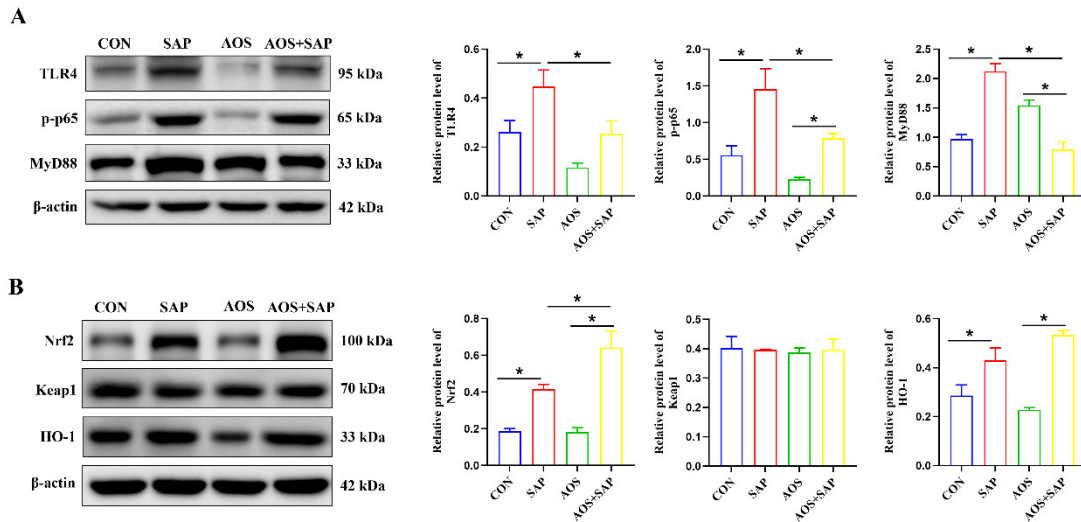 A
CON SAP AOS AOS+SAP
TLR4 95 kDa
p-p65 65 kDa
MyD88 33 kDa
β-actin 42 kDa
Relative protein level of
TLR4
0.6
0.4
0.2
0.0
* *
CON SAP AOS AOS+SAP
Relative protein level of
p-p65
2.0
1.5
1.0
0.5
0.0
* *
*
CON SAP AOS AOS+SAP
Relative protein level of
MyD88
2.5
2.0
1.5
1.0
0.5
0.0
* *
*
CON SAP AOS AOS+SAP
B
CON SAP AOS AOS+SAP
Nrf2 100 kDa
Keap1 70 kDa
HO-1 33 kDa
β-actin 42 kDa
Relative protein level of
Nrf2
0.8
0.6
0.4
0.2
0.0
*
*
*
CON SAP AOS AOS+SAP
Relative protein level of
Keap1
0.5
0.4
0.3
0.2
0.1
0.0
CON SAP AOS AOS+SAP
Relative protein level of
HO-1
0.6
0.4
0.2
0.0
* *
CON SAP AOS AOS+SAP